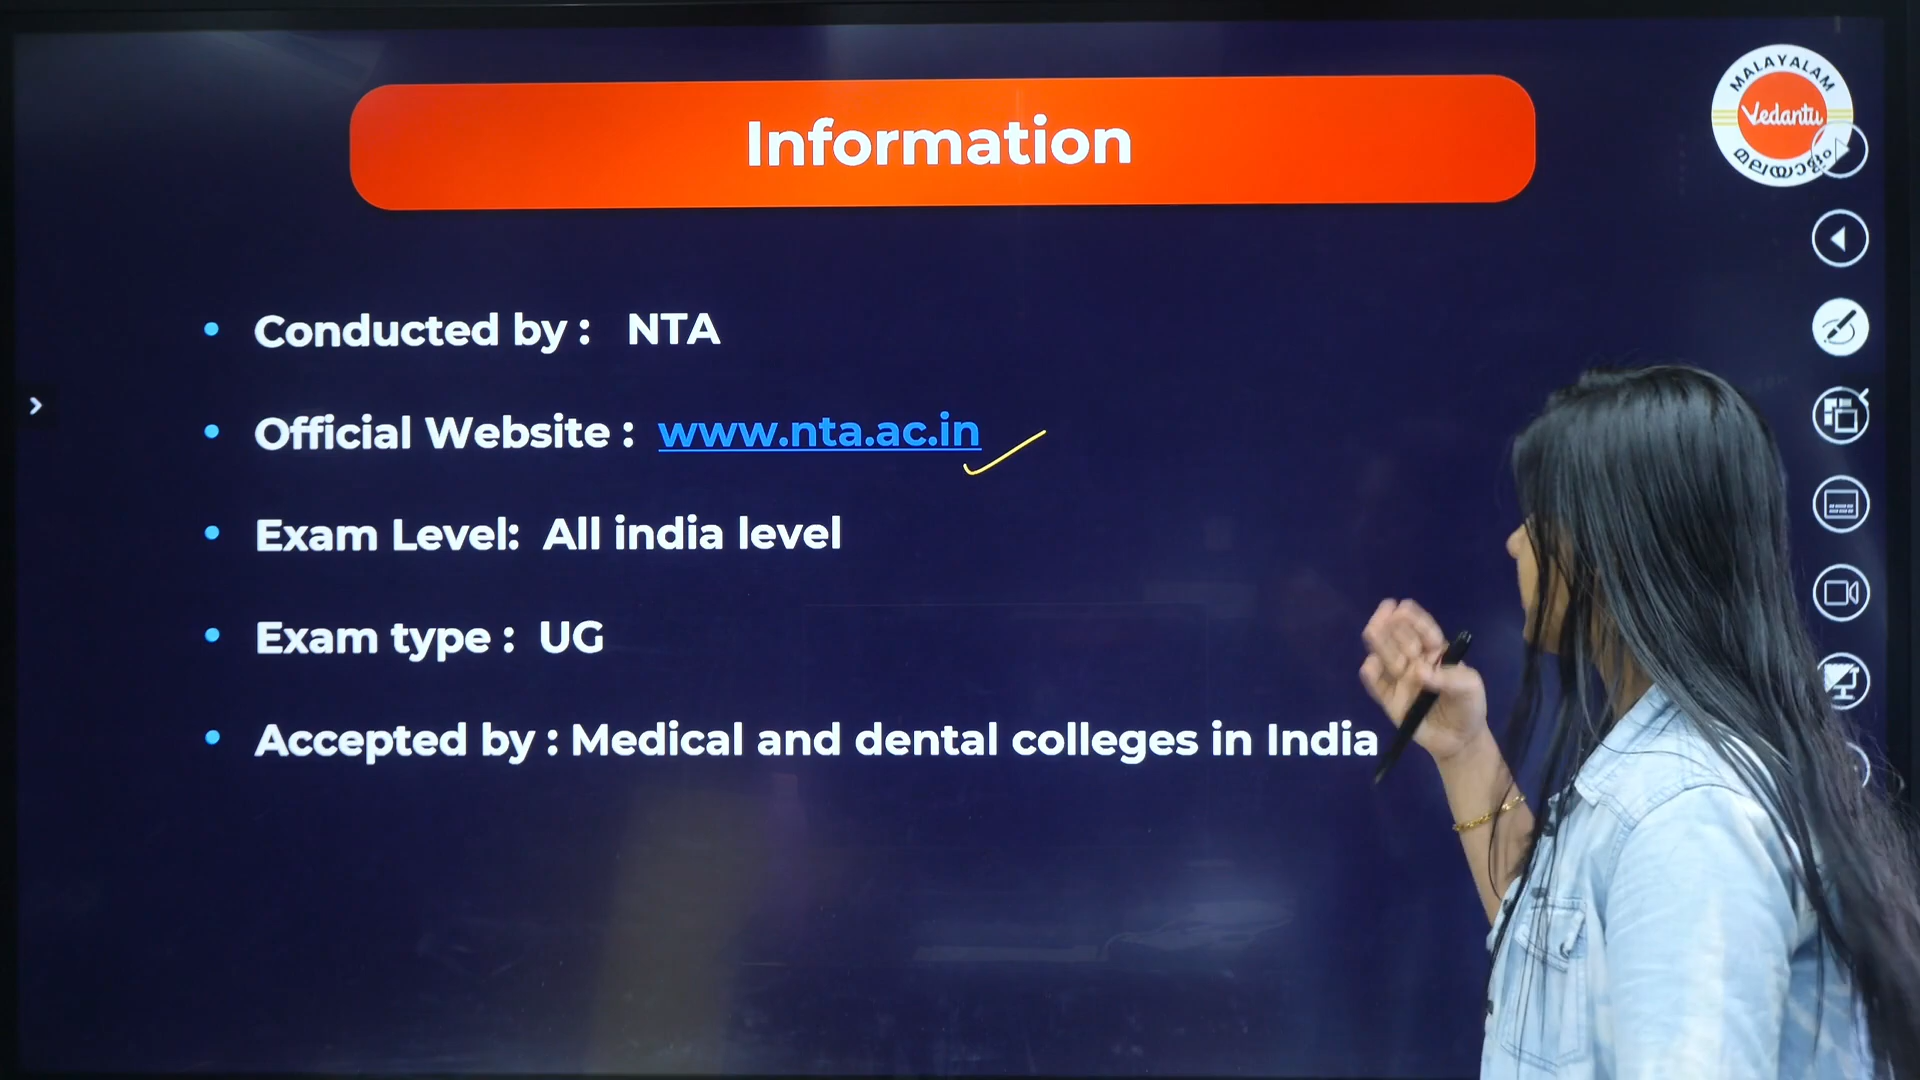 Information
MALAYALAM
Vedantu
മലയാളം
• Conducted by : NTA
• Official Website : www.nta.ac.in
• Exam Level: All india level
• Exam type : UG
• Accepted by : Medical and dental colleges in India